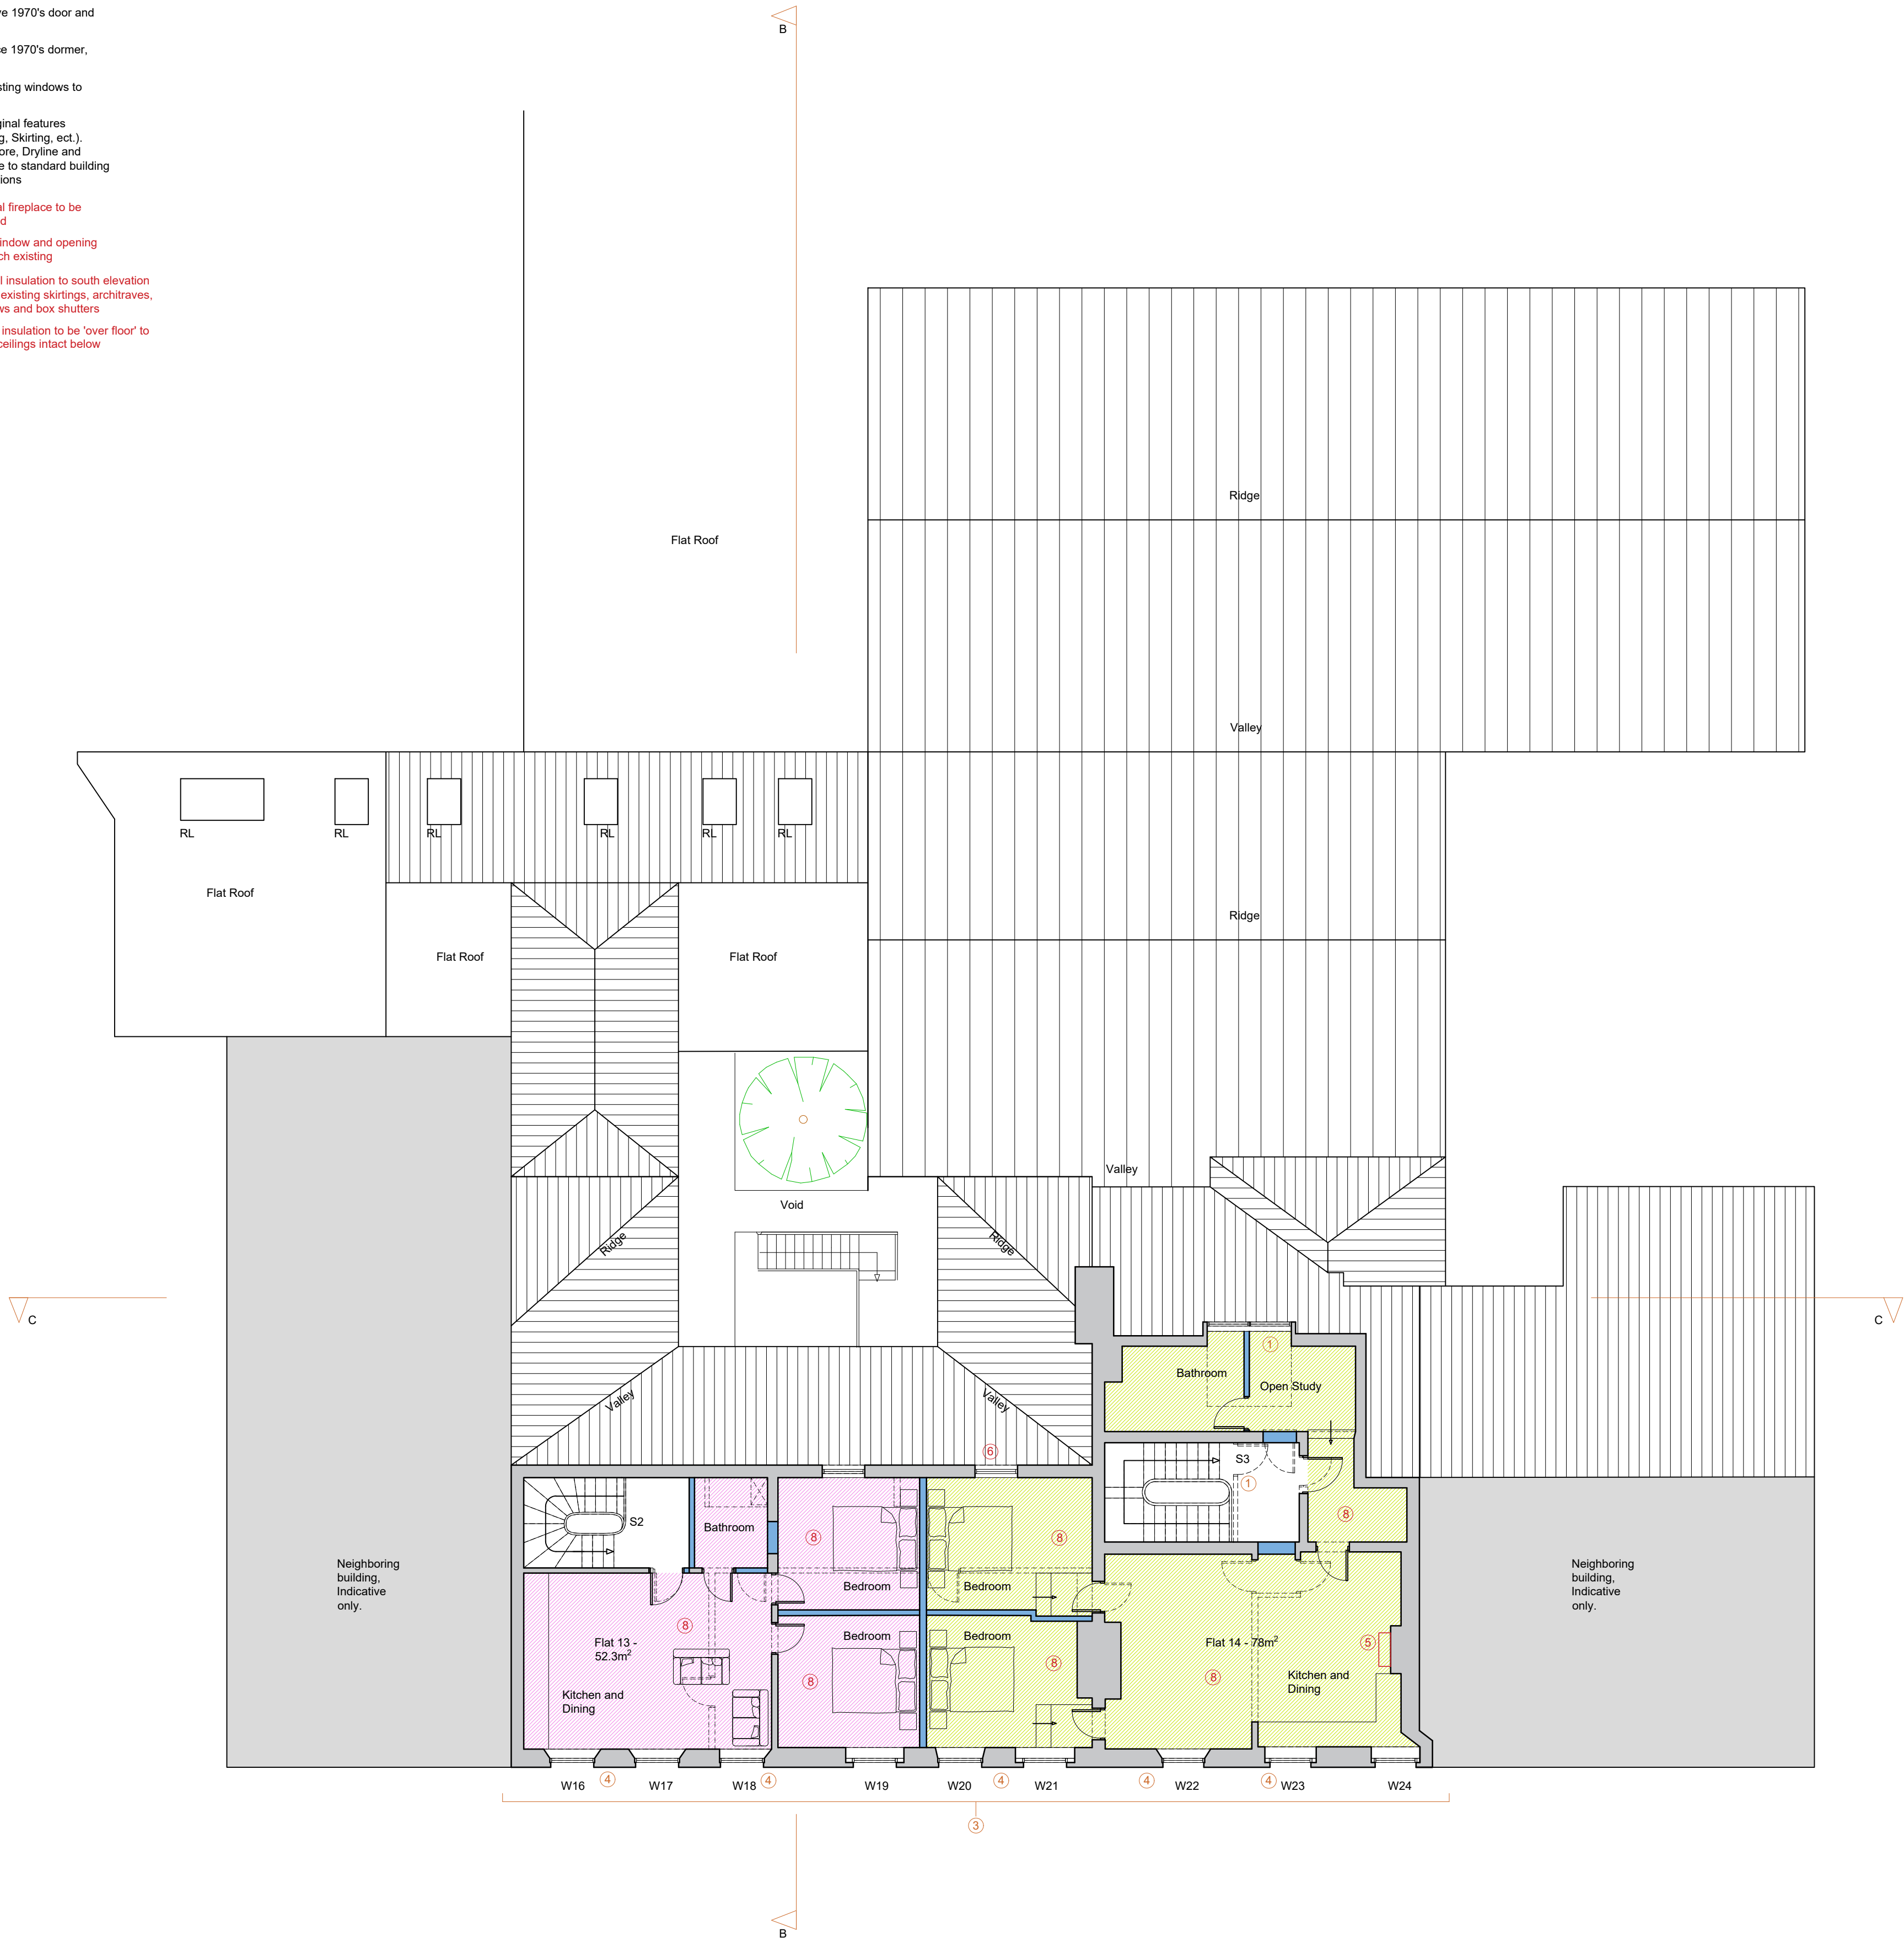 e 1970's door and
e 1970's dormer,
sting windows to
ginal features
g, Skirting, ect.).
ore, Dryline and
e to standard building
ions
al fireplace to be
d
indow and opening
ch existing
l insulation to south elevation
existing skirtings, architraves,
ws and box shutters
insulation to be 'over floor' to
ceilings intact below
B
Ridge
Flat Roof
Valley
RL
RL
RL
RL
RL
RL
Flat Roof
Ridge
Flat Roof
Flat Roof
Valley
Void
Ridge
Ridge
C
C
1
Bathroom
Open Study
Valley
Valley
6
S3
1
S2
Bathroom
8
8
8
Neighboring
building,
Indicative
only.
Neighboring
building,
Indicative
only.
Bedroom
Bedroom
8
Bedroom
Bedroom
Flat 13 -
52.3m2
Flat 14 - 78m2
5
8
8
8
Kitchen and
Dining
Kitchen and
Dining
W16
4
W17
W18
4
W19
W20
4
W21
4
W22
4
W23
W24
3
B